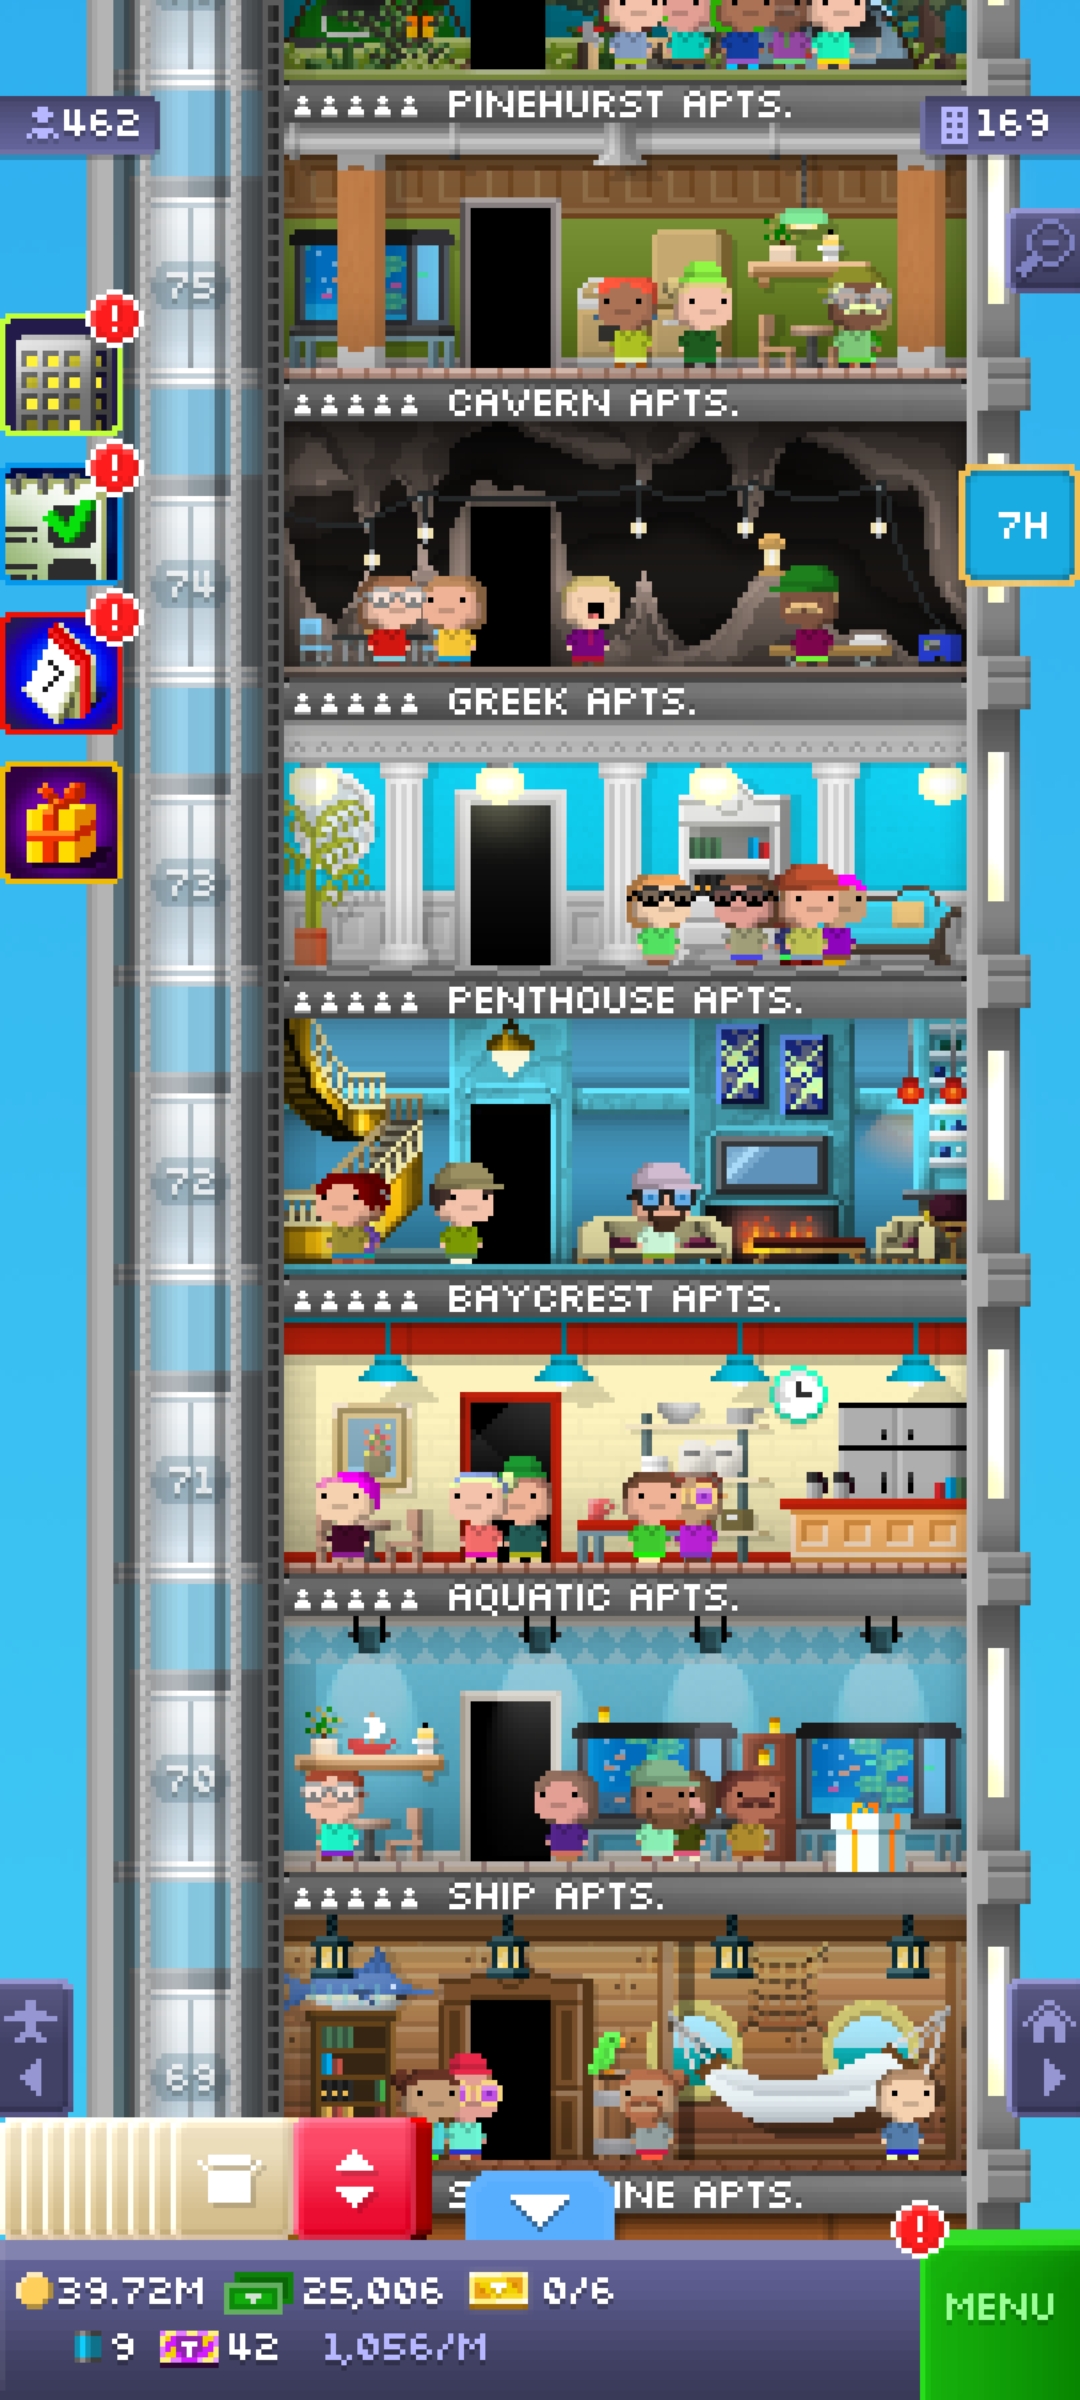 PINEHURST APTS.
462
169
75
CAVERN APTS.
7H
74
GREEK APTS.
7
73
PENTHOUSE APTS.
72
BAYCREST APTS.
71
AQUATIC APTS.
70
SHIP APTS.
69
S INE APTS.
39.72M 25,006 0/6
MENU
9 T 42 1,056/M